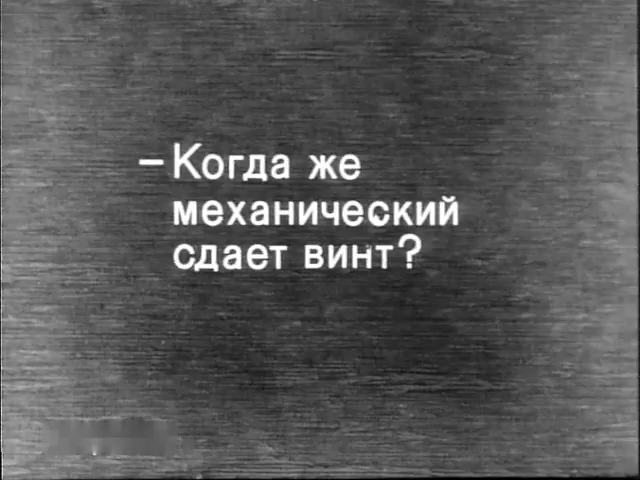 – Когда же
механический
сдает винт?